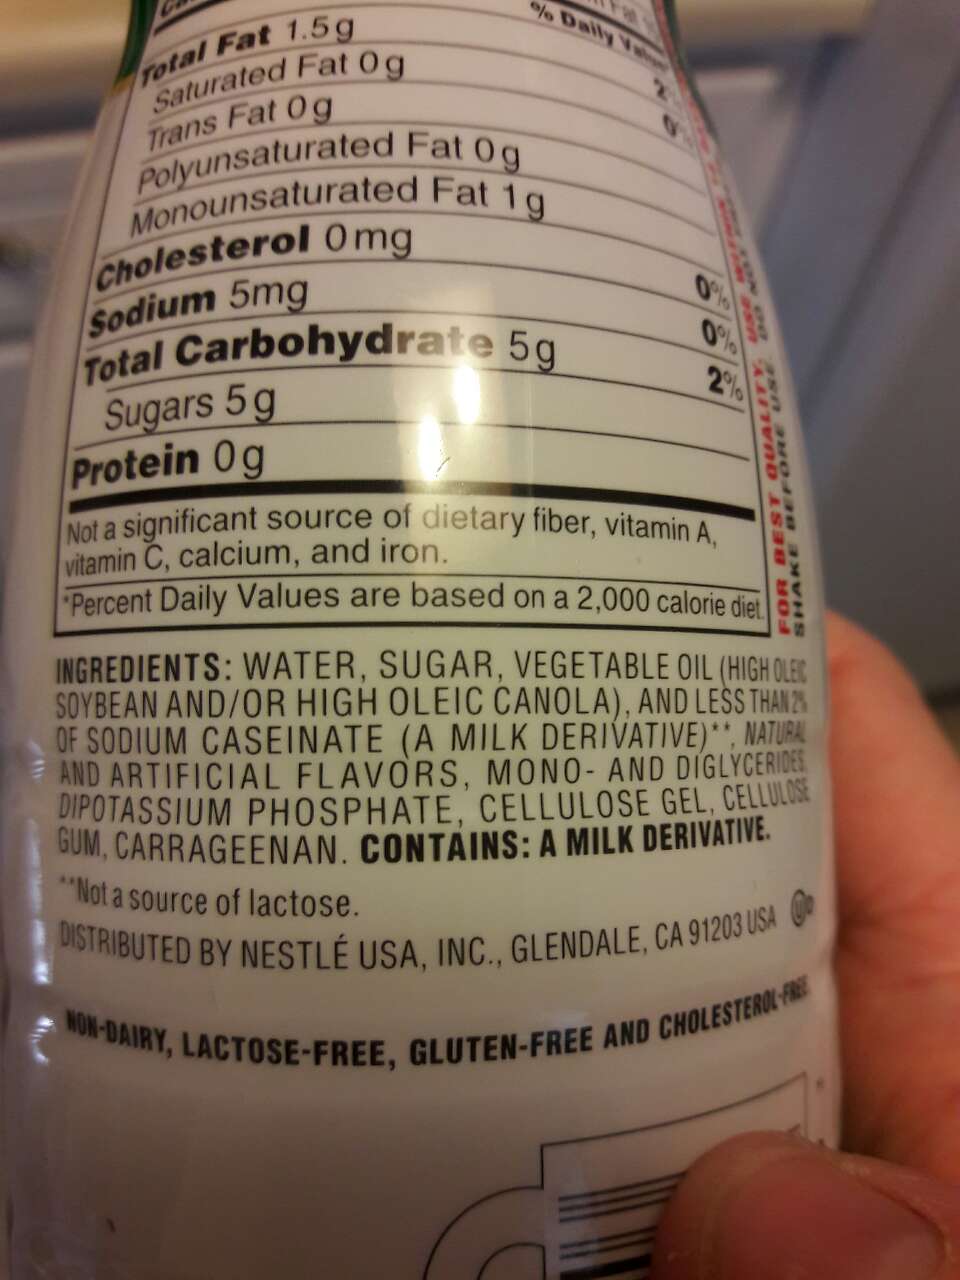 % Daily Value
Total Fat 1.5g 2%
Saturated Fat 0g 0%
Trans Fat 0g
Polyunsaturated Fat 0g
Monounsaturated Fat 1g
Cholesterol 0mg 0%
Sodium 5mg 0%
Total Carbohydrate 5g 2%
Sugars 5g
Protein 0g
Not a significant source of dietary fiber, vitamin A,
vitamin C, calcium, and iron.
*Percent Daily Values are based on a 2,000 calorie diet.
FOR BEST QUALITY, USE WITHIN
SHAKE BEFORE USE. DO NOT
INGREDIENTS: WATER, SUGAR, VEGETABLE OIL (HIGH OLEIC
SOYBEAN AND/OR HIGH OLEIC CANOLA), AND LESS THAN 2%
OF SODIUM CASEINATE (A MILK DERIVATIVE)**, NATURAL
AND ARTIFICIAL FLAVORS, MONO- AND DIGLYCERIDES,
DIPOTASSIUM PHOSPHATE, CELLULOSE GEL, CELLULOSE
GUM, CARRAGEENAN. CONTAINS: A MILK DERIVATIVE.
**Not a source of lactose.
DISTRIBUTED BY NESTLÉ USA, INC., GLENDALE, CA 91203 USA Ⓤ D
NON-DAIRY, LACTOSE-FREE, GLUTEN-FREE AND CHOLESTEROL-FREE